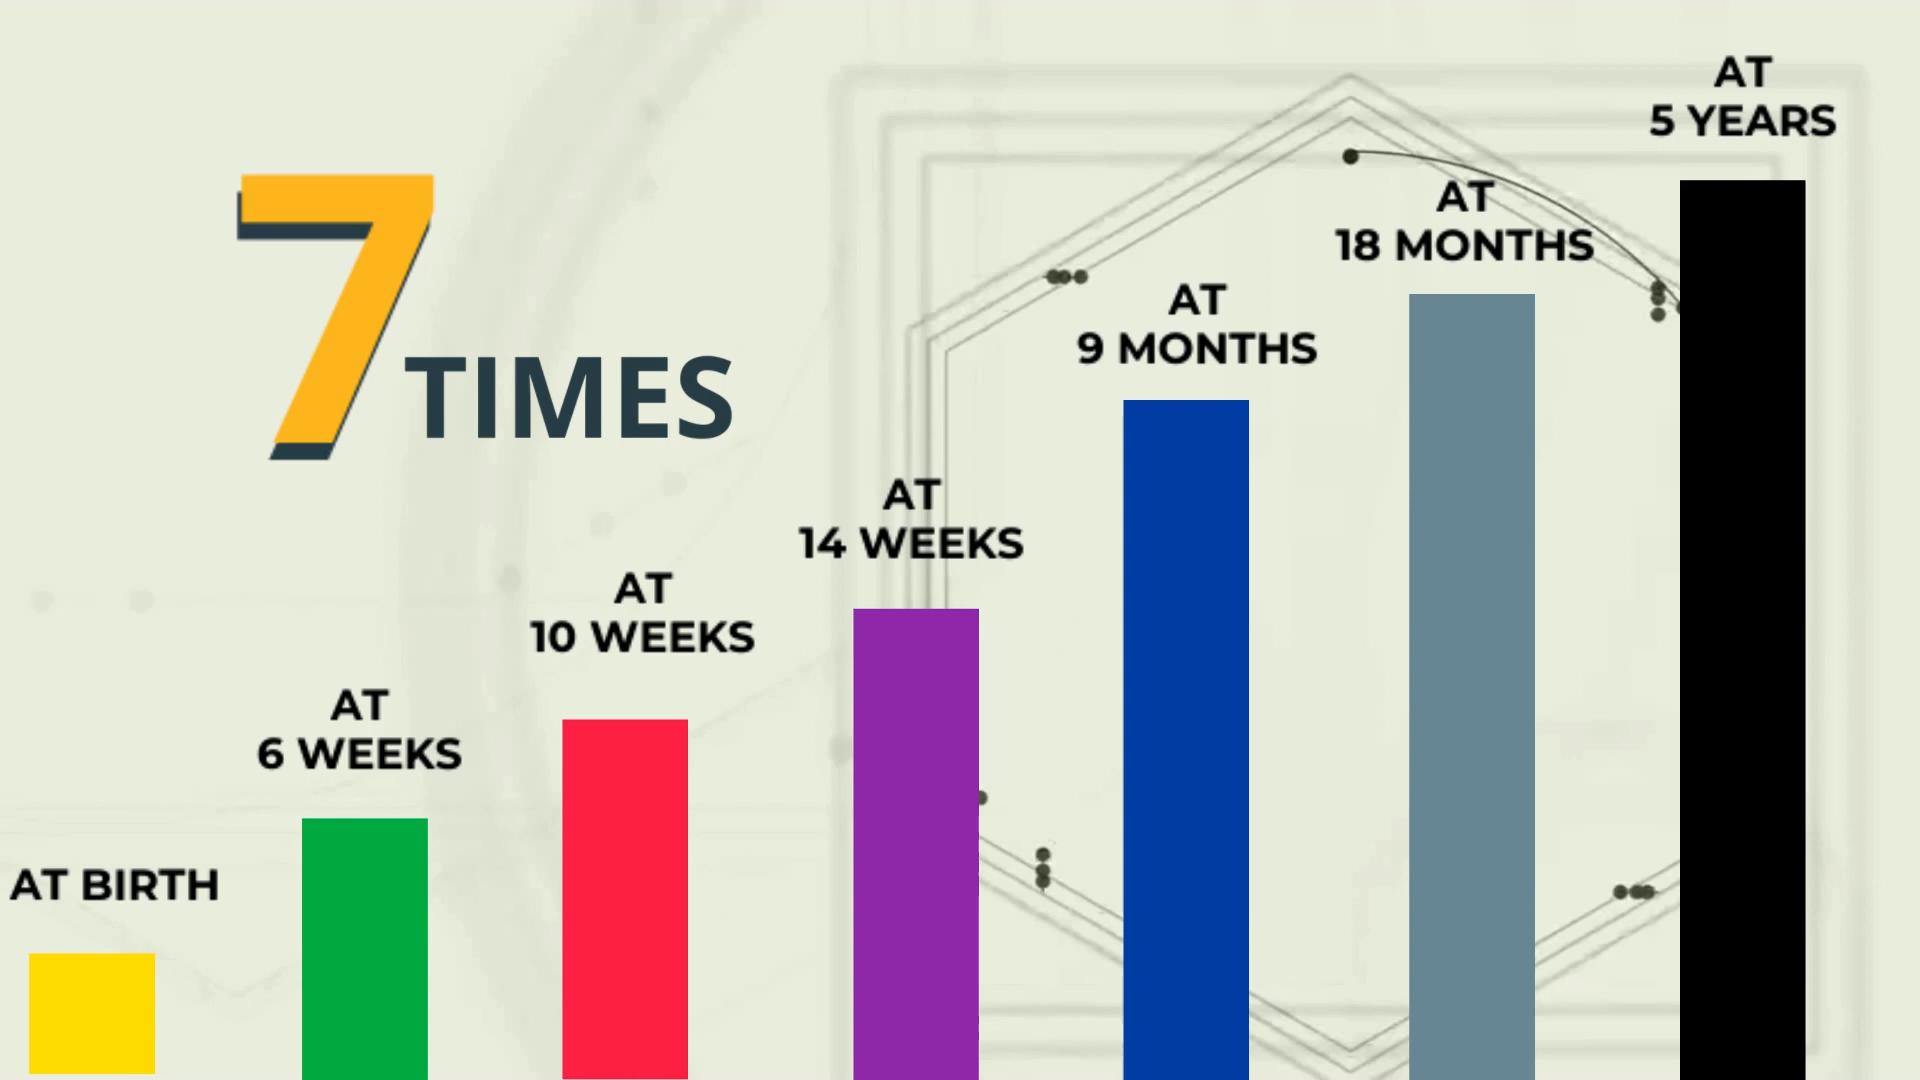 7 TIMES
AT BIRTH
AT
6 WEEKS
AT
10 WEEKS
AT
14 WEEKS
AT
9 MONTHS
AT
18 MONTHS
AT
5 YEARS